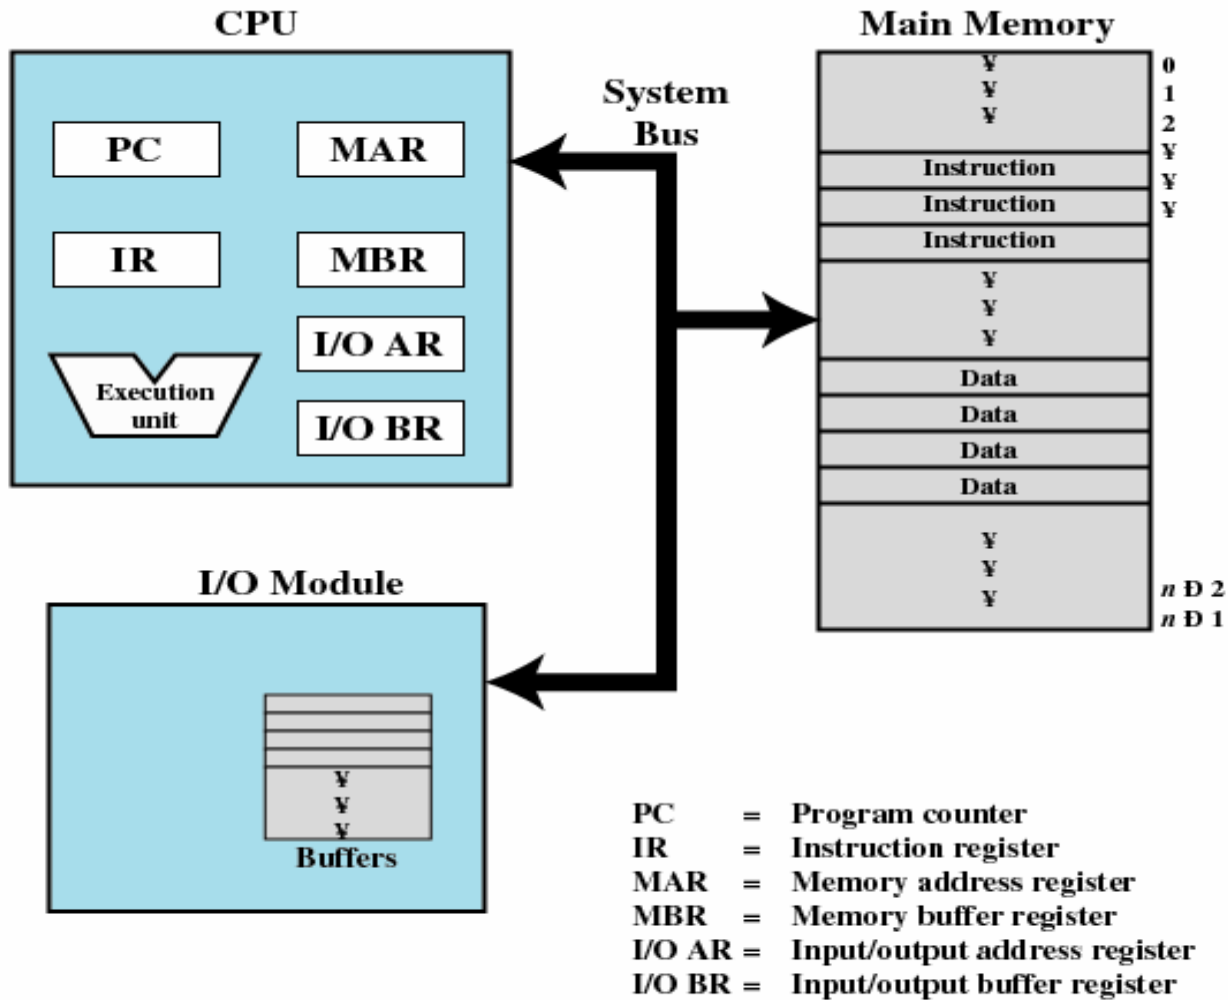 CPU
PC
MAR
IR
MBR
I/O AR
I/O BR
Execution
unit
System
Bus
Main Memory
¥
¥
¥
Instruction
Instruction
Instruction
¥
¥
¥
Data
Data
Data
Data
¥
¥
¥
0
1
2
¥
¥
¥
n Ð 2
n Ð 1
I/O Module
¥
¥
¥
Buffers
PC = Program counter
IR = Instruction register
MAR = Memory address register
MBR = Memory buffer register
I/O AR = Input/output address register
I/O BR = Input/output buffer register